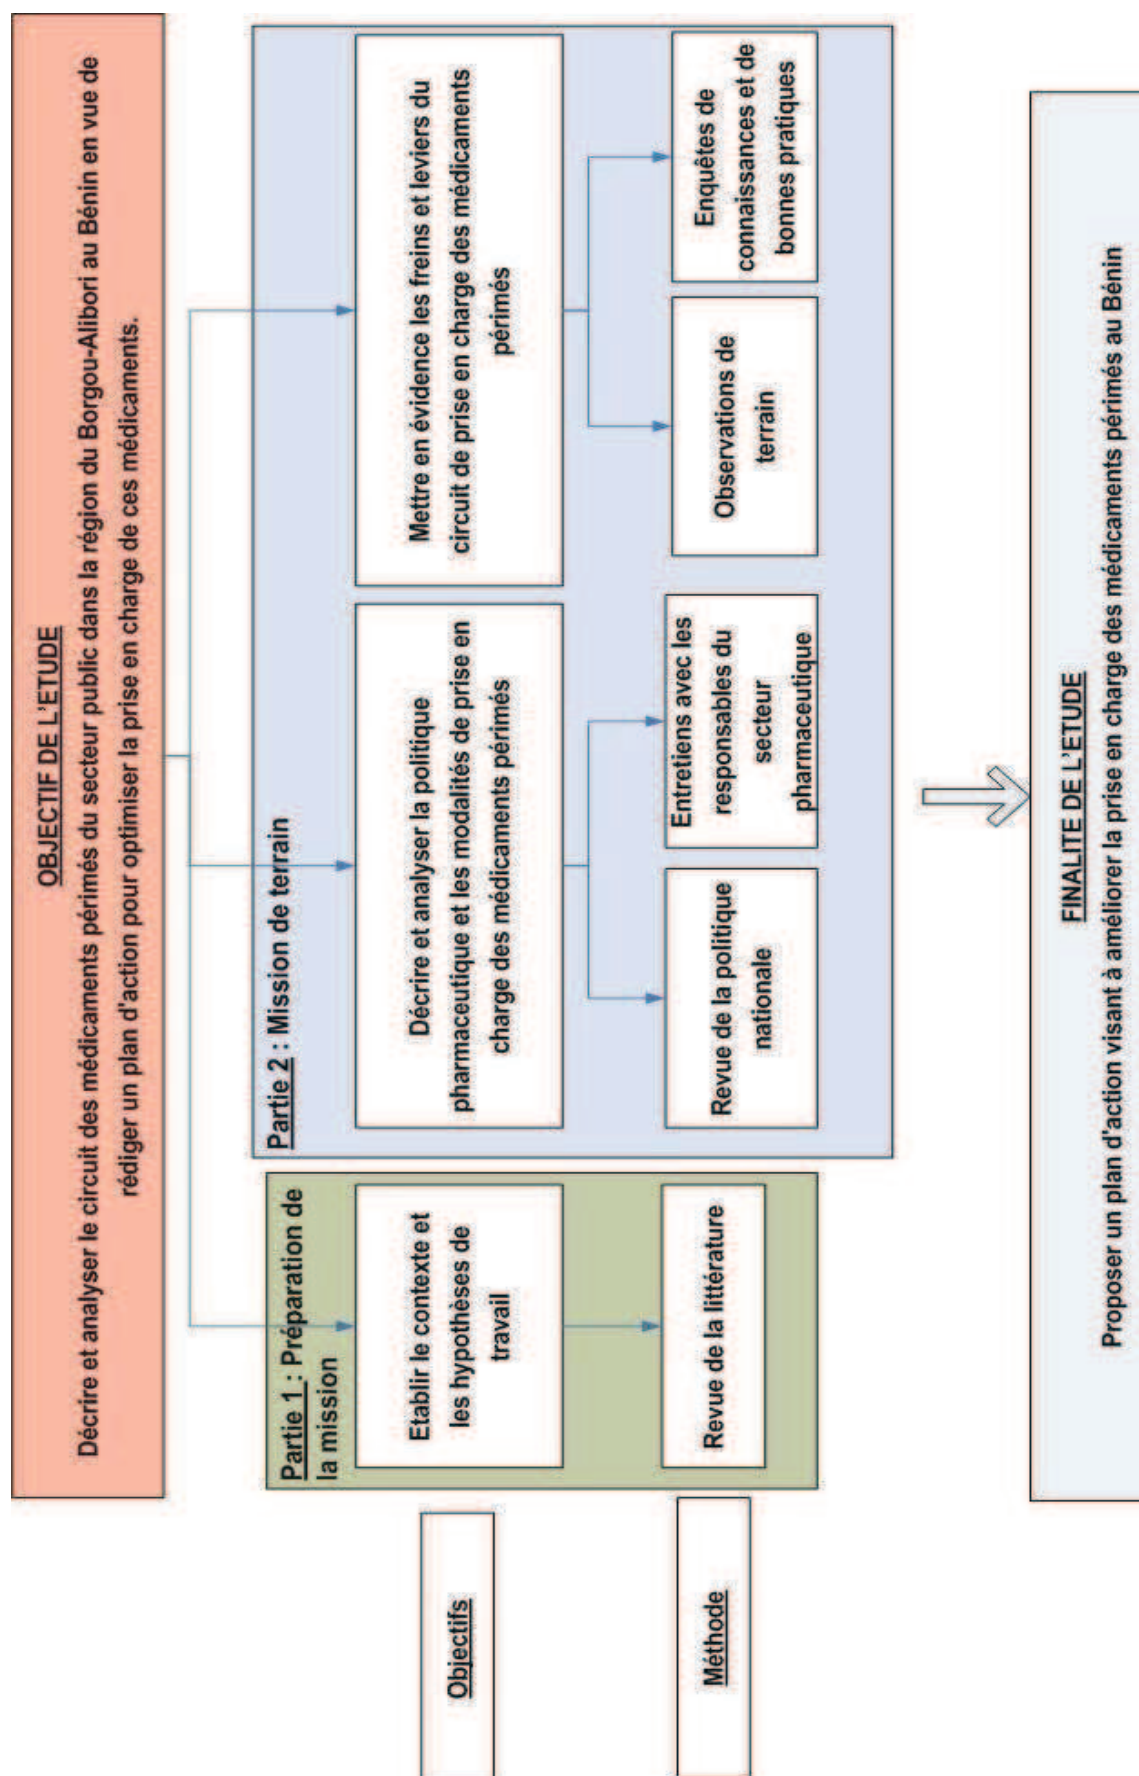 OBJECTIF DE L'ETUDE
Décrire et analyser le circuit des médicaments périmés du secteur public dans la région du Borgou-Alibori au Bénin en vue de
rédiger un plan d'action pour optimiser la prise en charge de ces médicaments.
Partie 1 : Préparation de
la mission
Partie 2 : Mission de terrain
Objectifs
Etablir le contexte et
les hypothèses de
travail
Décrire et analyser la politique
pharmaceutique et les modalités de prise en
charge des médicaments périmés
Mettre en évidence les freins et leviers du
circuit de prise en charge des médicaments
périmés
Méthode
Revue de la littérature
Revue de la politique
nationale
Entretiens avec les
responsables du
secteur
pharmaceutique
Observations de
terrain
Enquêtes de
connaissances et de
bonnes pratiques
FINALITE DE L'ETUDE
Proposer un plan d'action visant à améliorer la prise en charge des médicaments périmés au Bénin